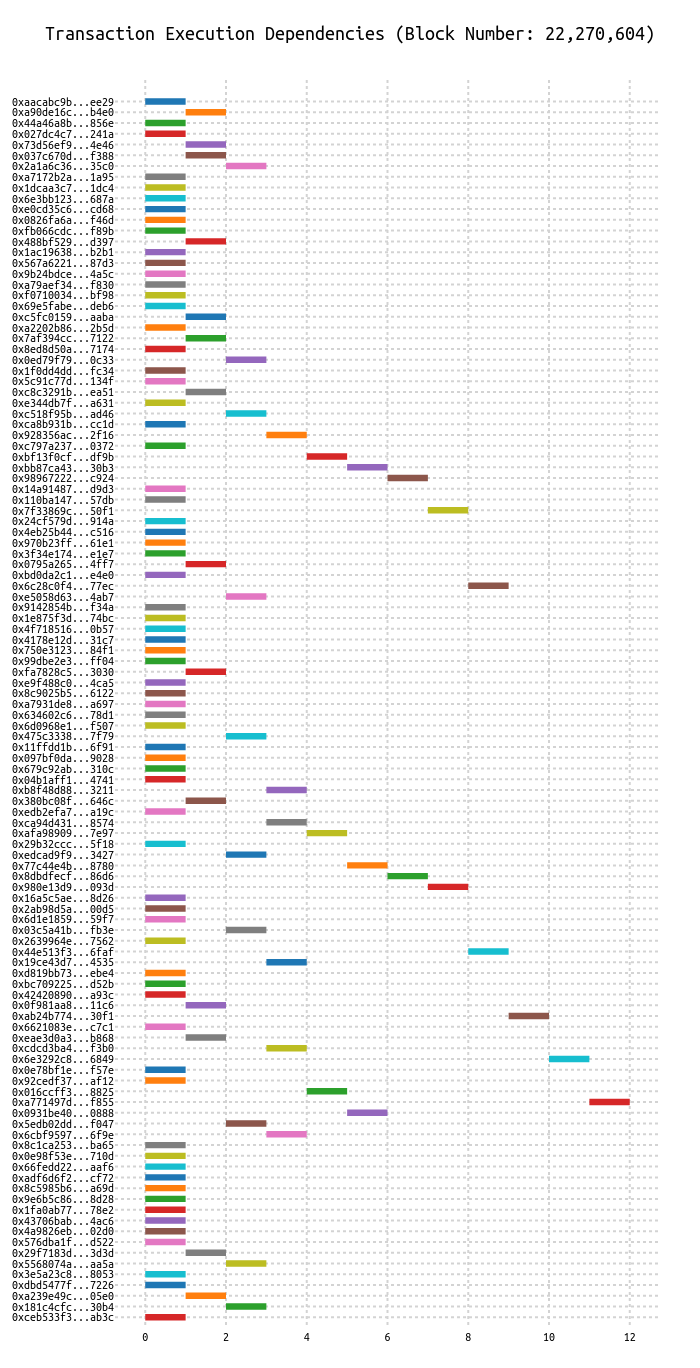 Transaction Execution Dependencies (Block Number: 22,270,604)
0xaacabc9b...ee29
0xa90de16c...b4e0
0x44a46a8b...856e
0x027dc4c7...241a
0x73d56ef9...4e46
0x037c670d...f388
0x2a1a6c36...35c0
0xa7172b2a...1a95
0x1dcaa3c7...1dc4
0x6e3bb123...687a
0xe0cd35c6...cd68
0x0826fa6a...f46d
0xfb066cdc...f89b
0x488bf529...d397
0x1ac19638...b2b1
0x567a6221...87d3
0x9b24bdce...4a5c
0xa79aef34...f830
0xf0710034...bf98
0x69e5fabe...deb6
0xc5fc0159...aaba
0xa2202b86...2b5d
0x7af394cc...7122
0x8ed8d50a...7174
0x0ed79f79...0c33
0x1f0dd4dd...fc34
0x5c91c77d...134f
0xc8c3291b...ea51
0xe344db7f...a631
0xc518f95b...ad46
0xca8b931b...cc1d
0x928356ac...2f16
0xc797a237...0372
0xbf13f0cf...df9b
0xbb87ca43...30b3
0x98967222...c924
0x14a91487...d9d3
0x110ba147...57db
0x7f33869c...50f1
0x24cf579d...914a
0x4eb25b44...c516
0x970b23ff...61e1
0x3f34e174...e1e7
0x0795a265...4ff7
0xbd0da2c1...e4e0
0x6c28c0f4...77ec
0xe5058d63...4ab7
0x9142854b...f34a
0x1e875f3d...74bc
0x4f718516...0b57
0x4178e12d...31c7
0x750e3123...84f1
0x99dbe2e3...ff04
0xfa7828c5...3030
0xe9f488c0...4ca5
0x8c9025b5...6122
0xa7931de8...a697
0x634602c6...78d1
0x6d0968e1...f507
0x475c3338...7f79
0x11ffdd1b...6f91
0x097bf0da...9028
0x679c92ab...310c
0x04b1aff1...4741
0xb8f48d88...3211
0x380bc08f...646c
0xedb2efa7...a19c
0xca94d431...8574
0xafa98909...7e97
0x29b32ccc...5f18
0xedcad9f9...3427
0x77c44e4b...8780
0x8dbdfecf...86d6
0x980e13d9...093d
0x16a5c5ae...8d26
0x2ab98d5a...00d5
0x6d1e1859...59f7
0x03c5a41b...fb3e
0x2639964e...7562
0x44e513f3...6faf
0x19ce43d7...4535
0xd819bb73...ebe4
0xbc709225...d52b
0x42420890...a93c
0x0f981aa8...11c6
0xab24b774...30f1
0x6621083e...c7c1
0xeae3d0a3...b868
0xcdcd3ba4...f3b0
0x6e3292c8...6849
0x0e78bf1e...f57e
0x92cedf37...af12
0x016ccff3...8825
0xa771497d...f855
0x0931be40...0888
0x5edb02dd...f047
0x6cbf9597...6f9e
0x8c1ca253...ba65
0x0e98f53e...710d
0x66fedd22...aaf6
0xadf6d6f2...cf72
0x8c5985b6...a69d
0x9e6b5c86...8d28
0x1fa0ab77...78e2
0x43706bab...4ac6
0x4a9826eb...02d0
0x576dba1f...d522
0x29f7183d...3d3d
0x5568074a...aa5a
0x3e5a23c8...8053
0xdbd5477f...7226
0xa239e49c...05e0
0x181c4cfc...30b4
0xceb533f3...ab3c
0 2 4 6 8 10 12